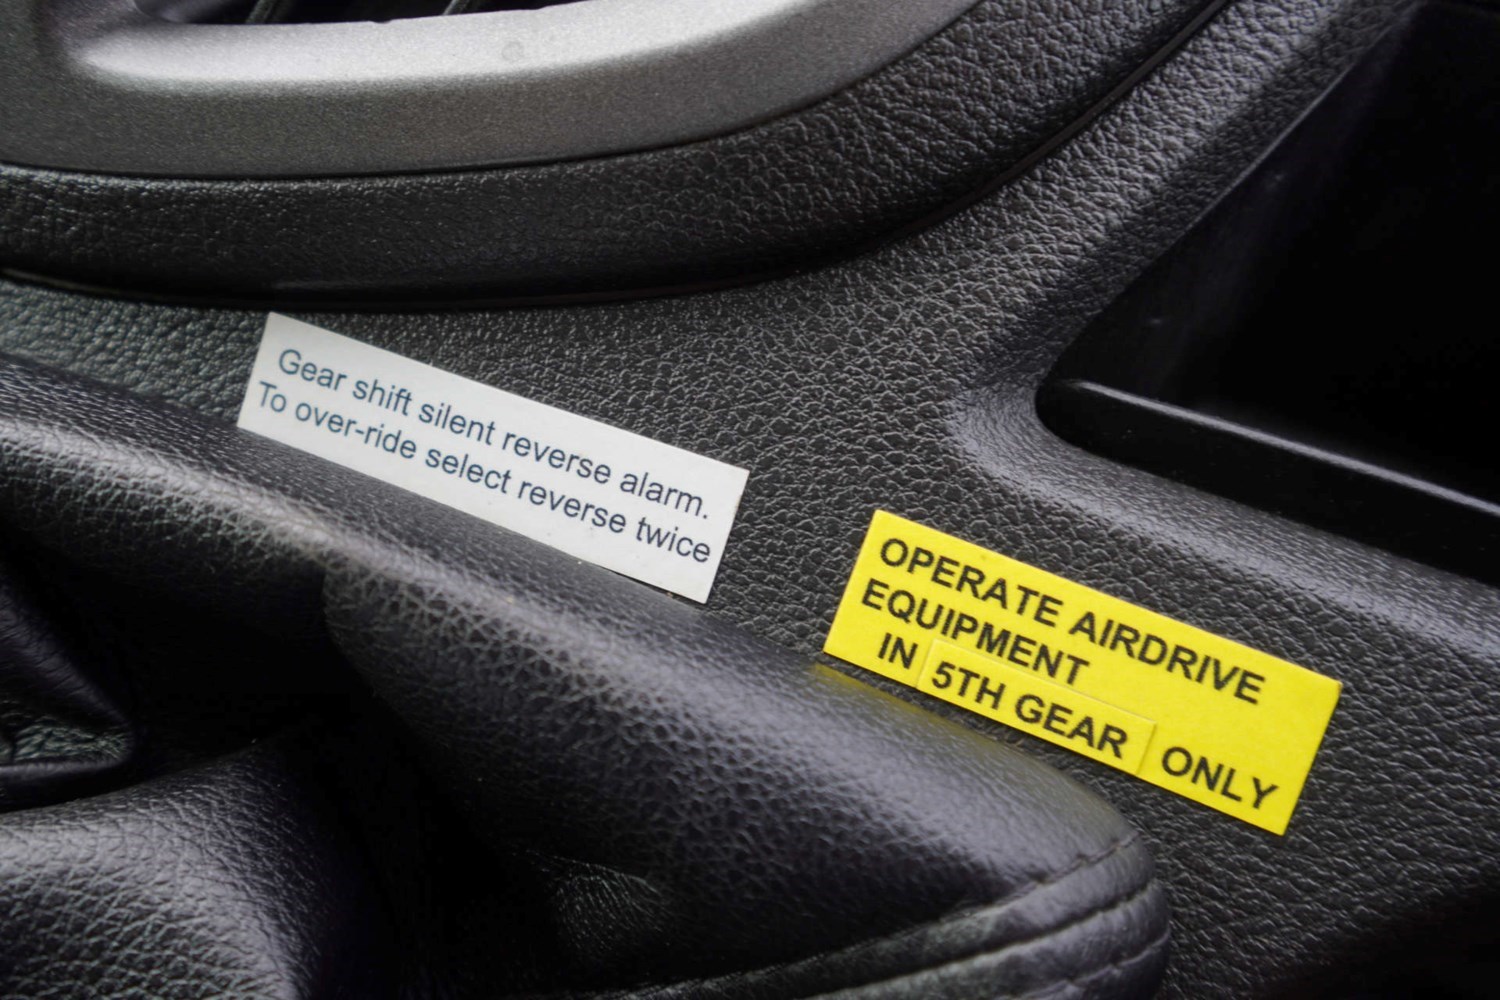 Gear shift silent reverse alarm.
To over-ride select reverse twice
OPERATE AIRDRIVE
EQUIPMENT
IN 5TH GEAR ONLY